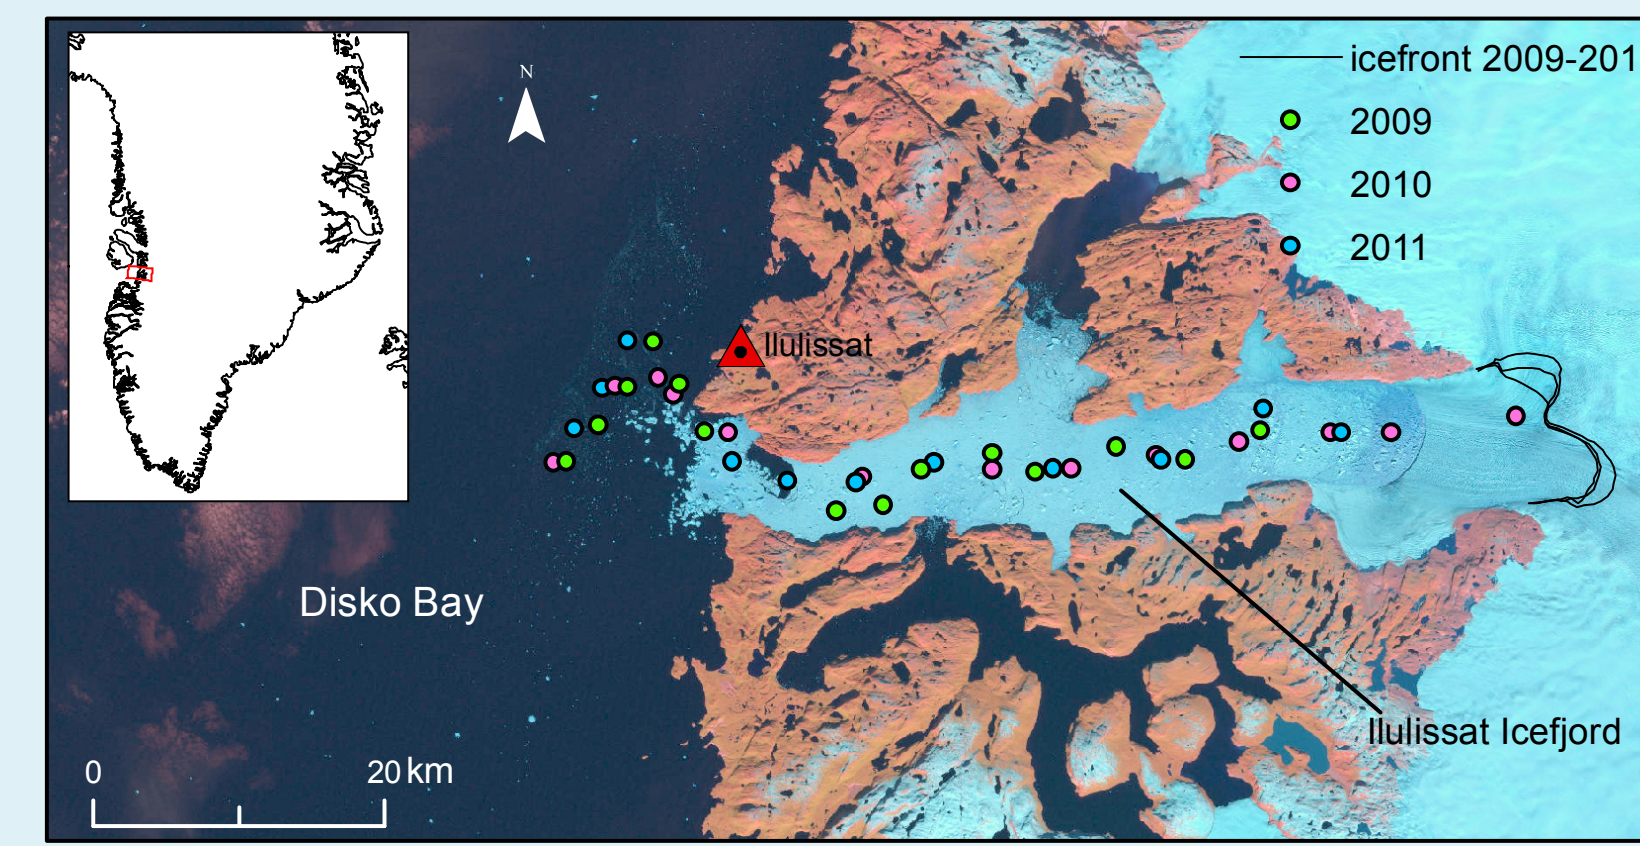 N
icefront 2009-201
2009
2010
2011
Ilulissat
Disko Bay
Ilulissat Icefjord
0 20 km